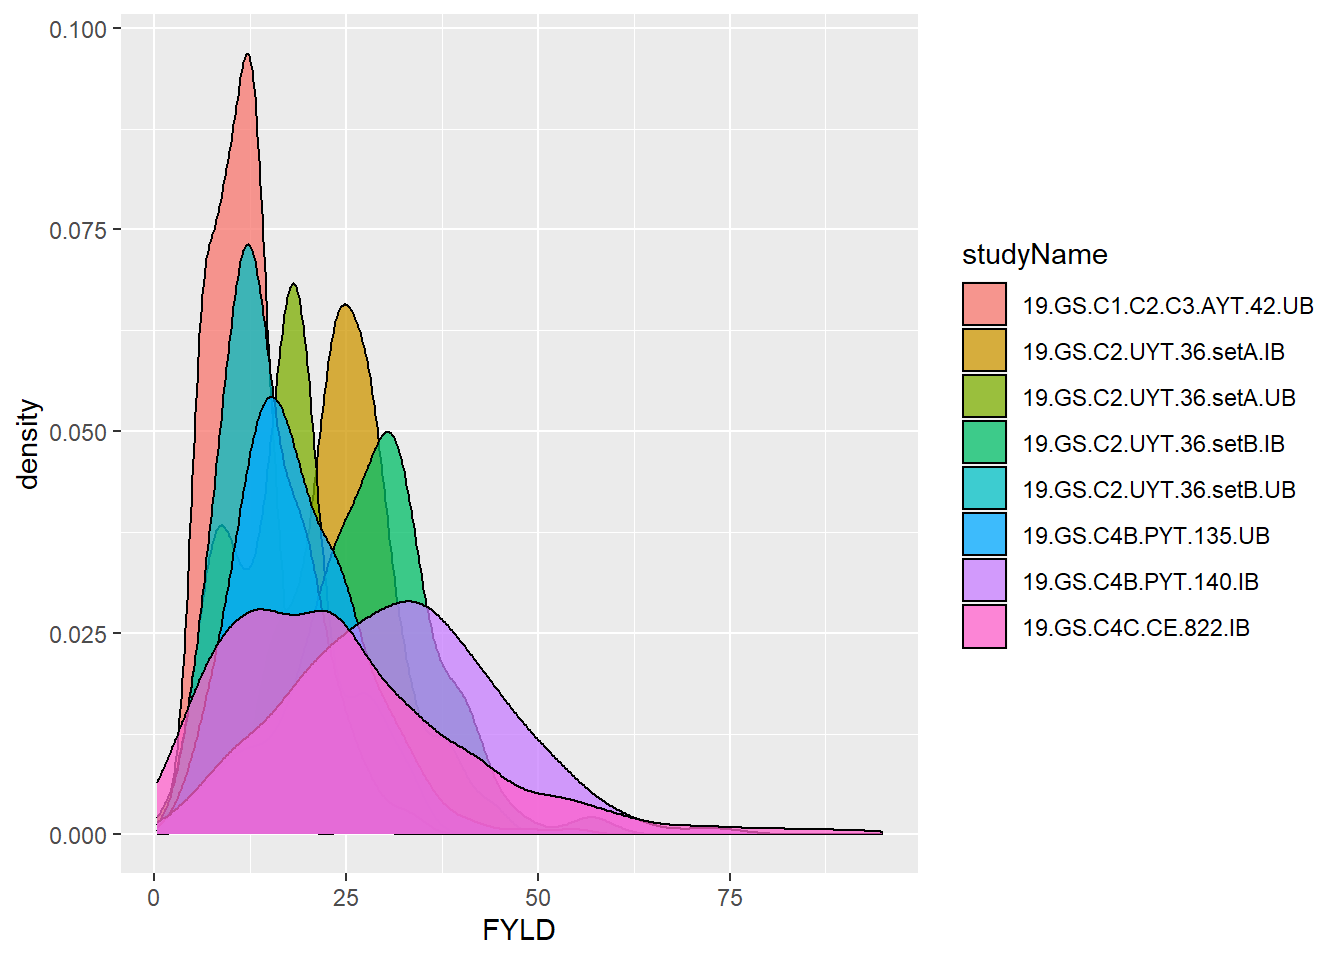 0.100
0.075
0.050
0.025
0.000
density
0
25
50
75
FYLD
studyName
19.GS.C1.C2.C3.AYT.42.UB
19.GS.C2.UYT.36.setA.IB
19.GS.C2.UYT.36.setA.UB
19.GS.C2.UYT.36.setB.IB
19.GS.C2.UYT.36.setB.UB
19.GS.C4B.PYT.135.UB
19.GS.C4B.PYT.140.IB
19.GS.C4C.CE.822.IB